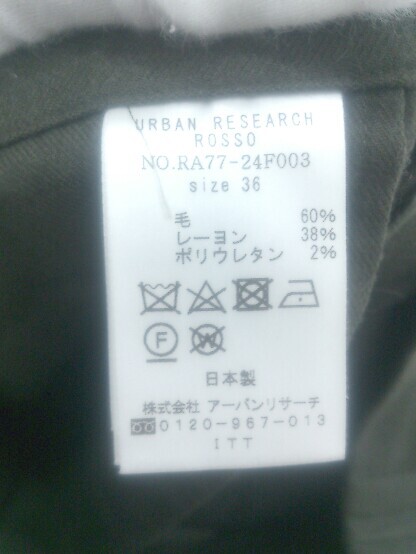 URBAN RESEARCH
ROSSO
NO.RA77-24F003
size 36
毛 60%
レーヨン 38%
ポリウレタン 2%
F W
日本製
株式会社 アーバンリサーチ
0120-967-013
ITT